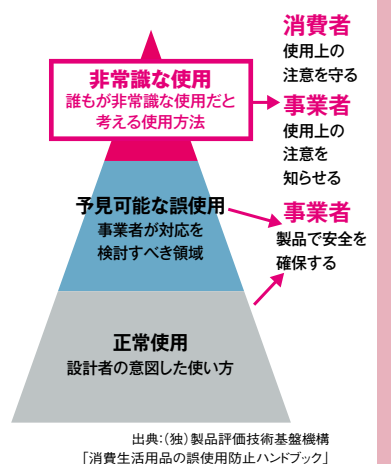 非常識な使用
誰もが非常識な使用だと
考える使用方法
消費者
使用上の
注意を守る
事業者
使用上の
注意を
知らせる
予見可能な誤使用
事業者が対応を
検討すべき領域
事業者
製品で安全を
確保する
正常使用
設計者の意図した使い方
出典:(独)製品評価技術基盤機構
「消費生活用品の誤使用防止ハンドブック」